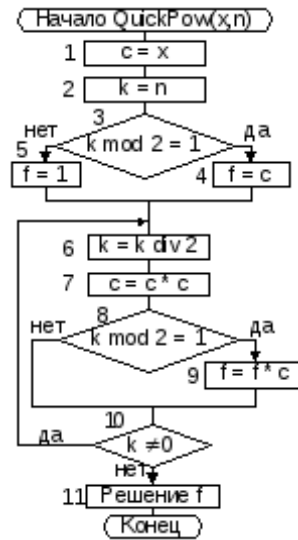 Начало QuickPow(x,n)
1
c = x
2
k = n
3
нет
да
k mod 2 = 1
5
f = 1
4
f = c
6
k = k div 2
7
c = c * c
8
нет
да
k mod 2 = 1
9
f = f * c
10
да
k ≠0
нет
11
Решение f
Конец